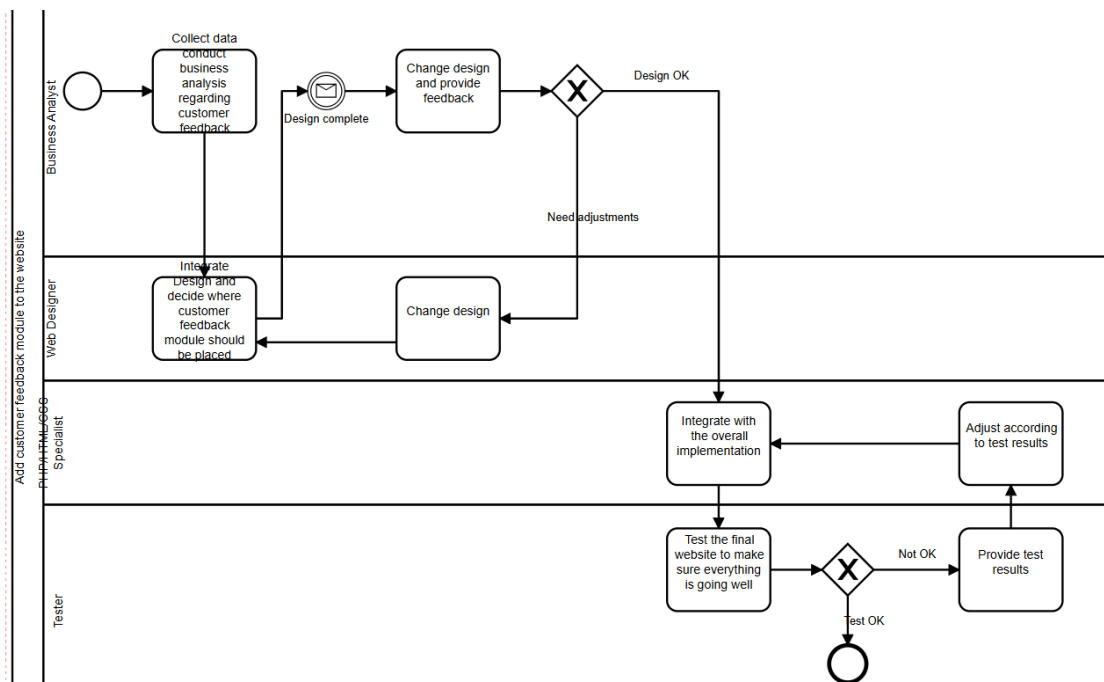 Add customer feedback module to the website
Business Analyst
Collect data
conduct
business
analysis
regarding
customer
feedback
Design complete
Change design
and provide
feedback
Design OK
Need adjustments
Web Designer
Integrate
Design and
decide where
customer
feedback
module should
be placed
Change design
Specialist
Integrate with
the overall
implementation
Adjust according
to test results
Tester
Test the final
website to make
sure everything
is going well
Not OK
Provide test
results
Test OK